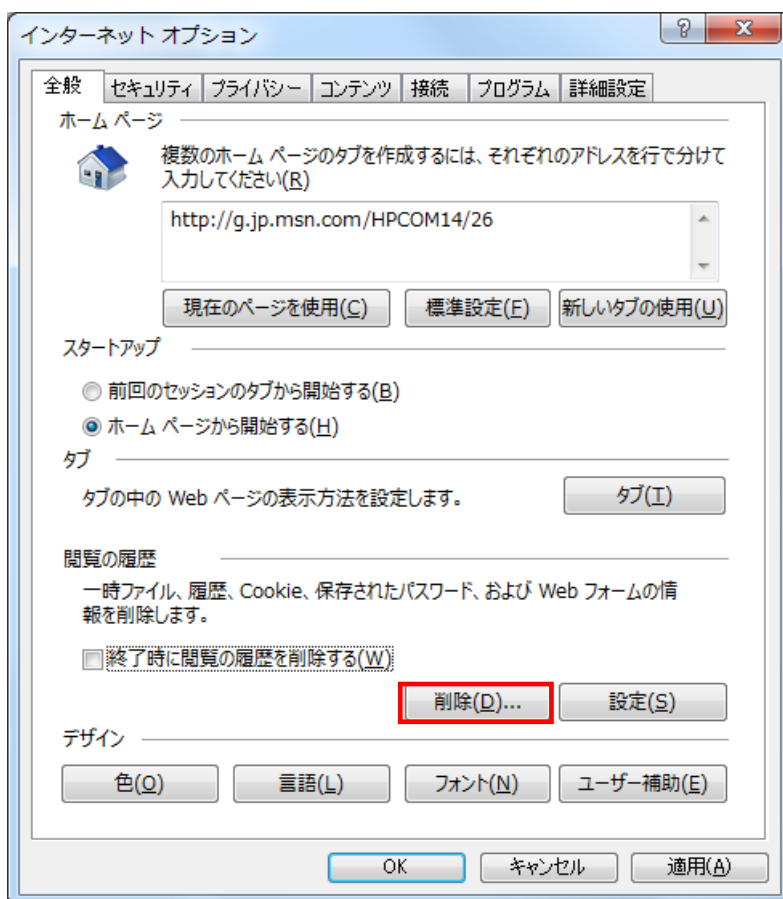 インターネット オプション
全般 セキュリティ プライバシー コンテンツ 接続 プログラム 詳細設定
ホーム ページ
複数のホーム ページのタブを作成するには、それぞれのアドレスを行で分けて
入力してください(R)
http://g.jp.msn.com/HPCOM14/26
現在のページを使用(C) 標準設定(F) 新しいタブの使用(U)
スタートアップ
前回のセッションのタブから開始する(B)
ホーム ページから開始する(H)
タブ
タブの中の Web ページの表示方法を設定します。 タブ(T)
閲覧の履歴
一時ファイル、履歴、Cookie、保存されたパスワード、および Web フォームの情
報を削除します。
終了時に閲覧の履歴を削除する(W)
削除(D)... 設定(S)
デザイン
色(O) 言語(L) フォント(N) ユーザー補助(E)
OK キャンセル 適用(A)